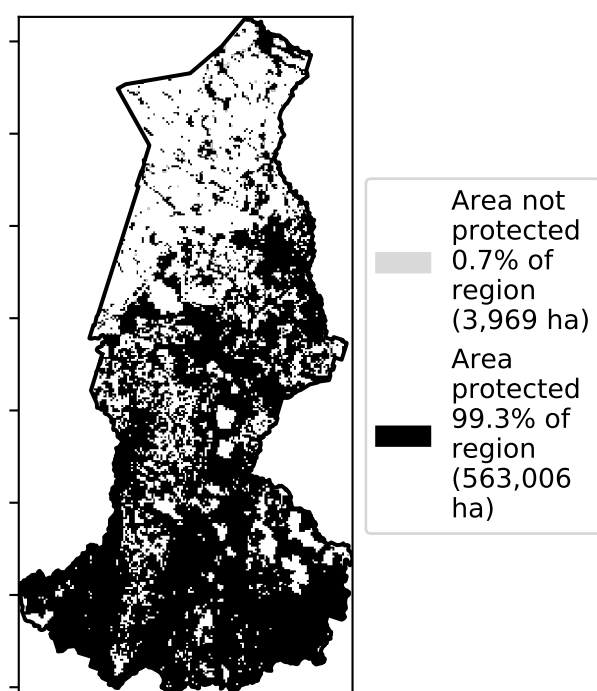 Area not
protected
0.7% of
region
(3,969 ha)
Area
protected
99.3% of
region
(563,006
ha)